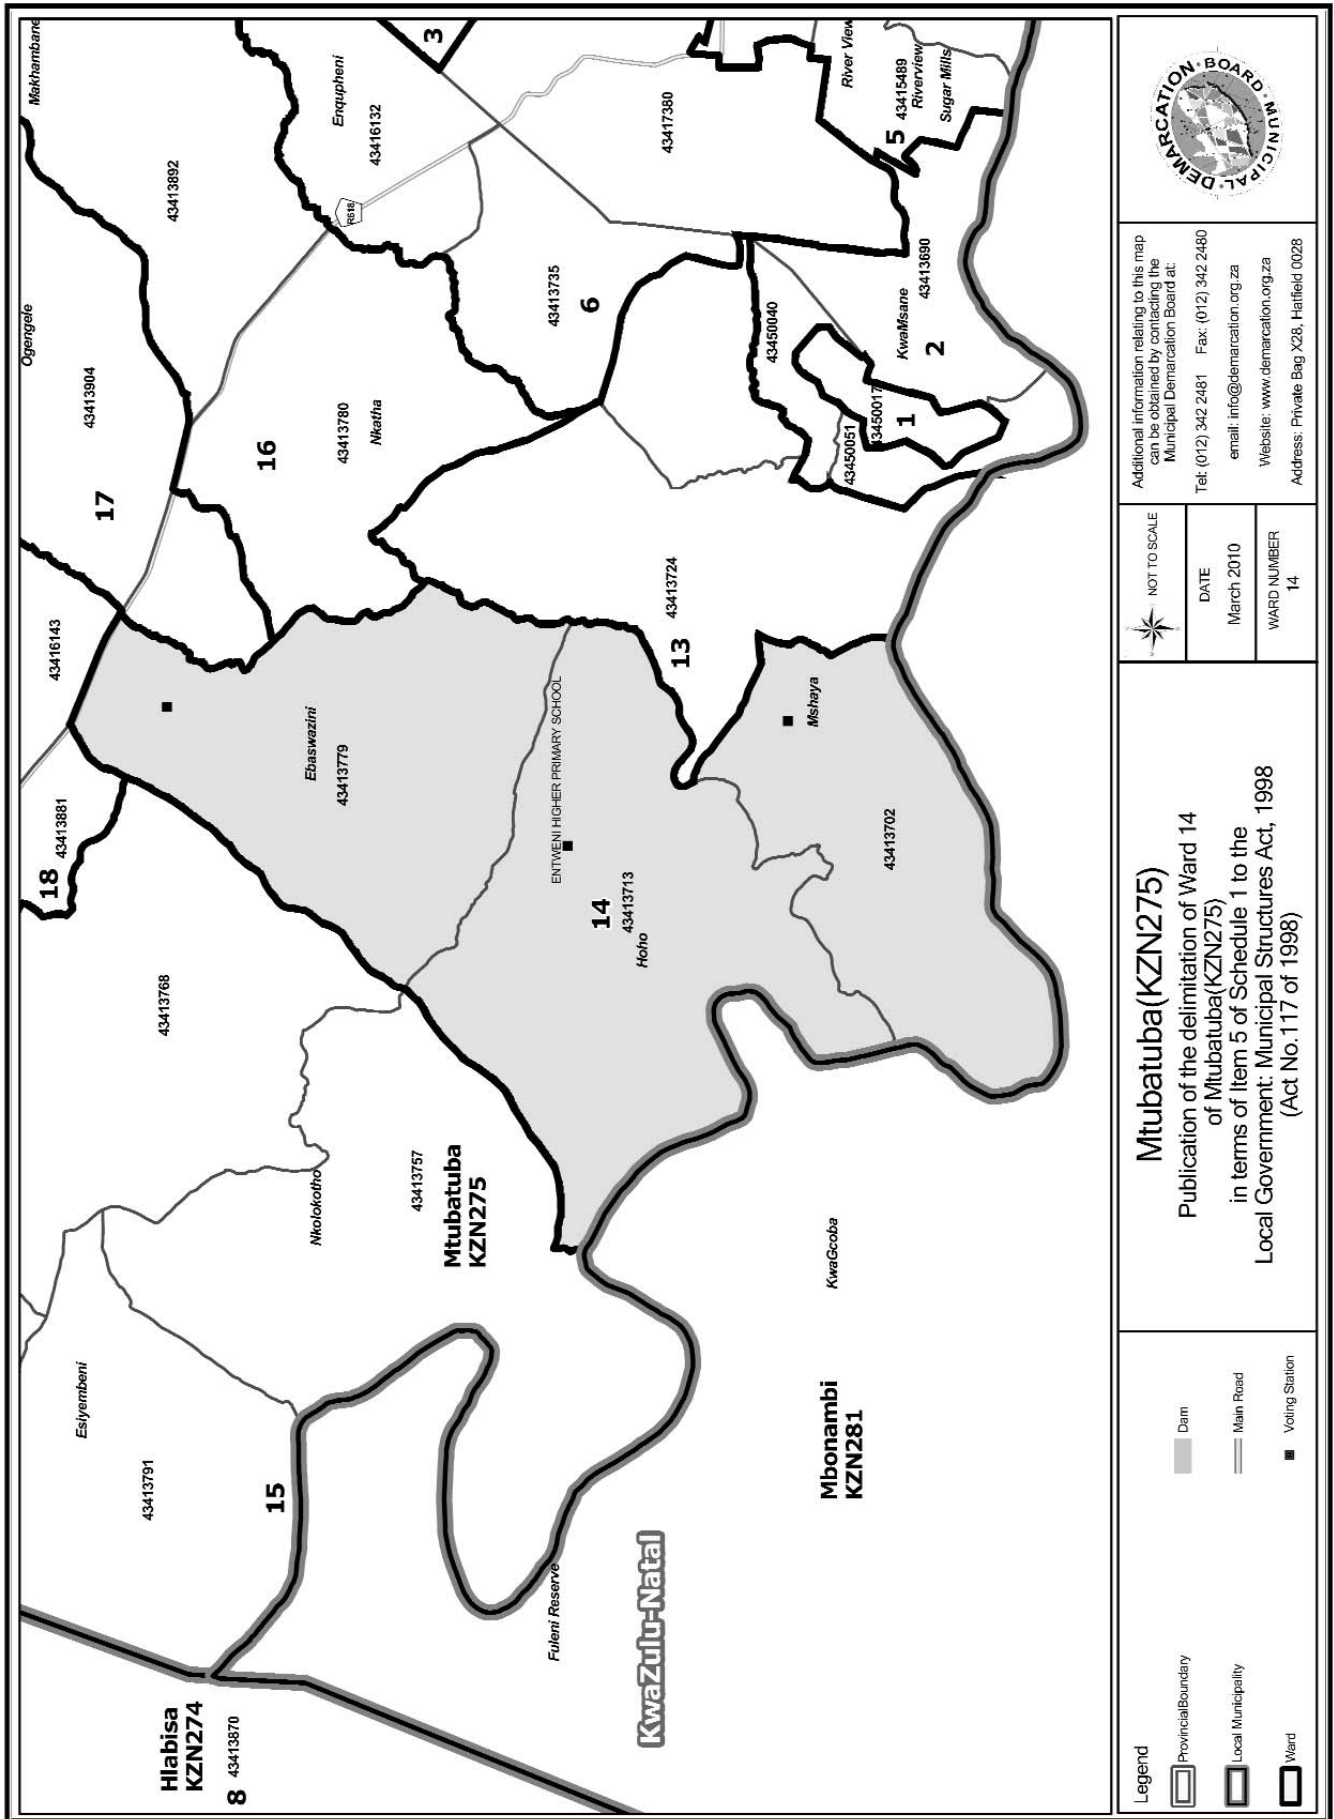 Hlabisa
KZN274
8
43413870
43413791
Esiyembeni
15
Fuleni Reserve
KwaZulu-Natal
Mbonambi
KZN281
KwaGcoba
Nkolokotho
43413757
Mtubatuba
KZN275
43413768
18
43413881
43416143
17
43413904
Ogengele
43413892
Makhambane
16
43413780
Nkatha
Enqupheni
43416132
R618
3
43413735
6
43417380
Ebaswazini
43413779
ENTWENI HIGHER PRIMARY SCHOOL
14
43413713
Hoho
13
43413724
Mshaya
43413702
43450040
43450051
43450017
1
KwaMsane
43413690
2
River View
43415489
Riverview
5
Sugar Mills
Legend
ProvincialBoundary
Local Municipality
Ward
Dam
Main Road
Voting Station
Mtubatuba(KZN275)
Publication of the delimitation of Ward 14
of Mtubatuba(KZN275)
in terms of Item 5 of Schedule 1 to the
Local Government: Municipal Structures Act, 1998
(Act No.117 of 1998)
NOT TO SCALE
DATE
March 2010
WARD NUMBER
14
Additional information relating to this map
can be obtained by contacting the
Municipal Demarcation Board at:
Tel: (012) 342 2481 Fax: (012) 342 2480
email: info@demarcation.org.za
Website: www.demarcation.org.za
Address: Private Bag X28, Hatfield 0028
MUNICIPAL DEMARCATION BOARD